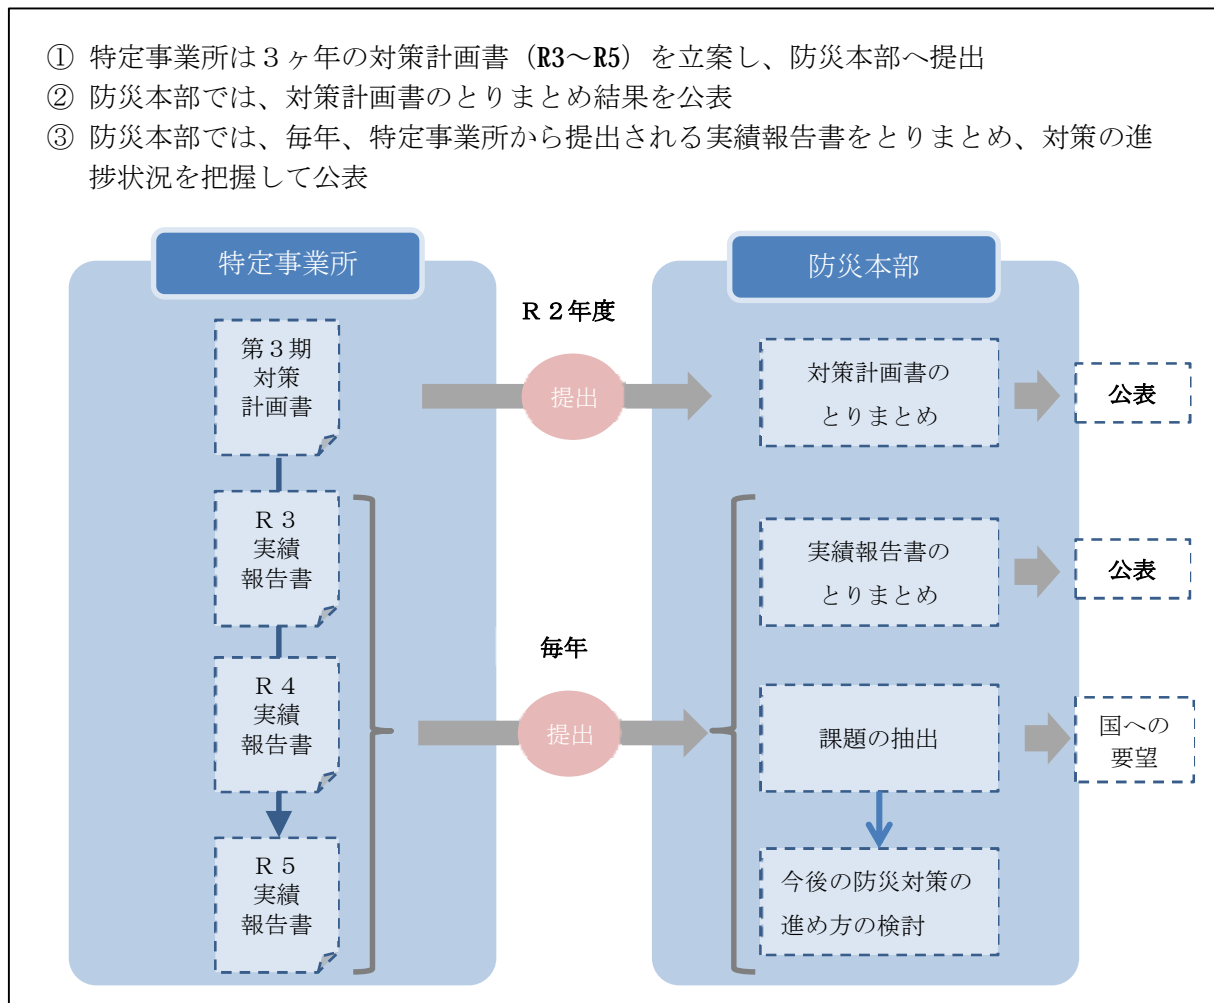 ① 特定事業所は３ヶ年の対策計画書（R3～R5）を立案し、防災本部へ提出
② 防災本部では、対策計画書のとりまとめ結果を公表
③ 防災本部では、毎年、特定事業所から提出される実績報告書をとりまとめ、対策の進
捗状況を把握して公表
特定事業所
防災本部
Ｒ２年度
第３期
対策
計画書
提出
対策計画書の
とりまとめ
公表
Ｒ３
実績
報告書
実績報告書の
とりまとめ
公表
毎年
Ｒ４
実績
報告書
提出
課題の抽出
国への
要望
Ｒ５
実績
報告書
今後の防災対策の
進め方の検討